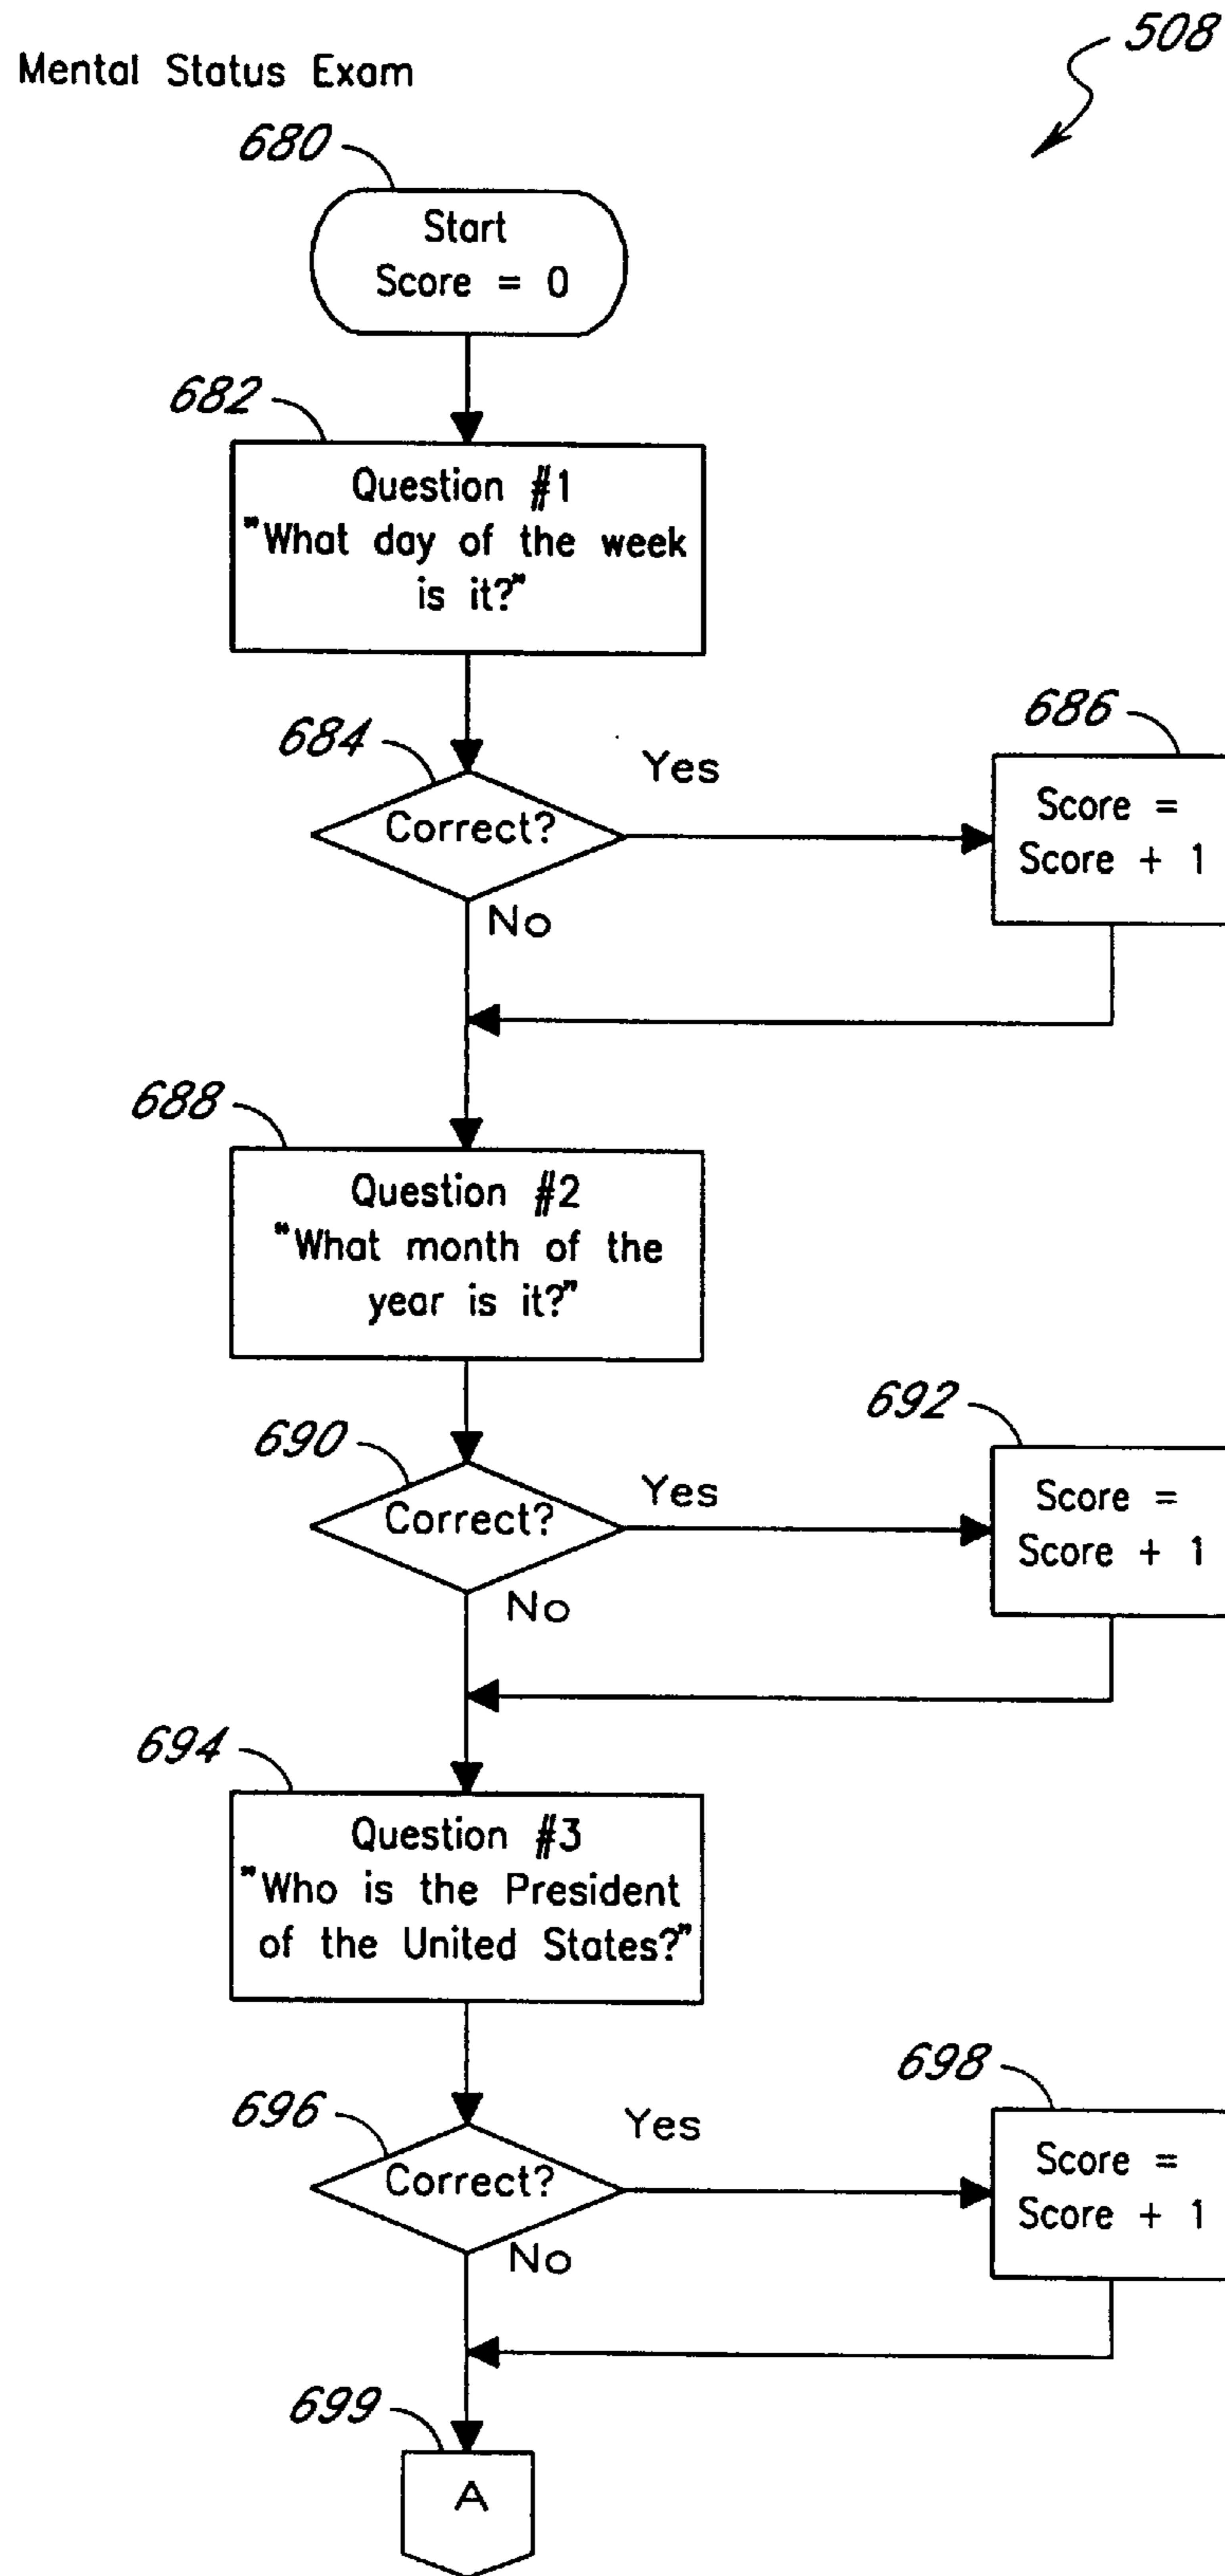 508
Mental Status Exam
680
Start
Score = 0
682
Question #1
"What day of the week
is it?"
684
Correct?
Yes
No
686
Score =
Score + 1
688
Question #2
"What month of the
year is it?"
690
Correct?
Yes
No
692
Score =
Score + 1
694
Question #3
"Who is the President
of the United States?"
696
Correct?
Yes
No
698
Score =
Score + 1
699
A